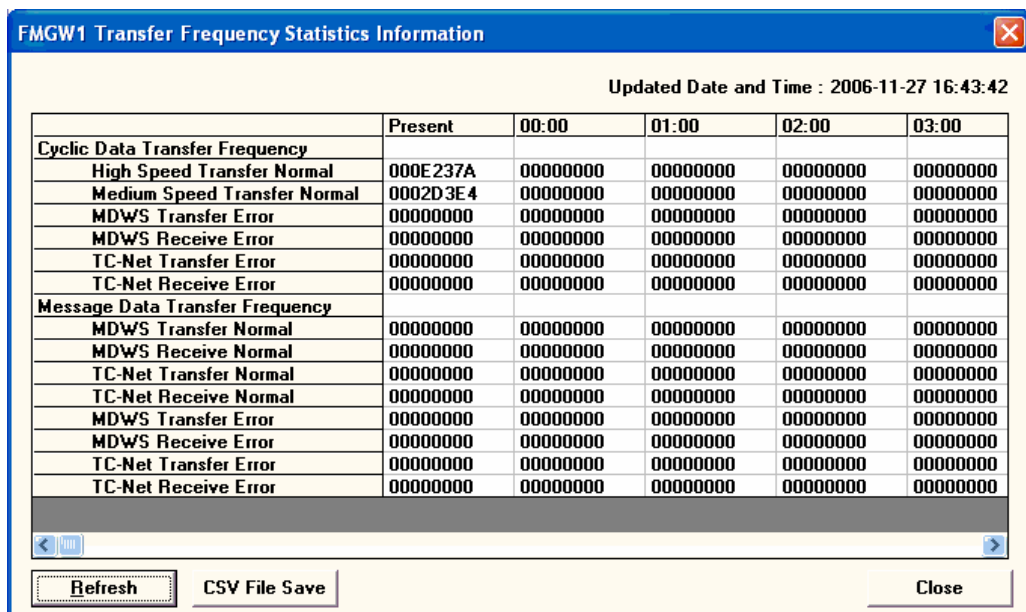 FMGW1 Transfer Frequency Statistics Information
Updated Date and Time : 2006-11-27 16:43:42
Present 00:00 01:00 02:00 03:00
Cyclic Data Transfer Frequency
High Speed Transfer Normal 000E237A 00000000 00000000 00000000 00000000
Medium Speed Transfer Normal 0002D3E4 00000000 00000000 00000000 00000000
MDWS Transfer Error 00000000 00000000 00000000 00000000 00000000
MDWS Receive Error 00000000 00000000 00000000 00000000 00000000
TC-Net Transfer Error 00000000 00000000 00000000 00000000 00000000
TC-Net Receive Error 00000000 00000000 00000000 00000000 00000000
Message Data Transfer Frequency
MDWS Transfer Normal 00000000 00000000 00000000 00000000 00000000
MDWS Receive Normal 00000000 00000000 00000000 00000000 00000000
TC-Net Transfer Normal 00000000 00000000 00000000 00000000 00000000
TC-Net Receive Normal 00000000 00000000 00000000 00000000 00000000
MDWS Transfer Error 00000000 00000000 00000000 00000000 00000000
MDWS Receive Error 00000000 00000000 00000000 00000000 00000000
TC-Net Transfer Error 00000000 00000000 00000000 00000000 00000000
TC-Net Receive Error 00000000 00000000 00000000 00000000 00000000
Refresh CSV File Save Close